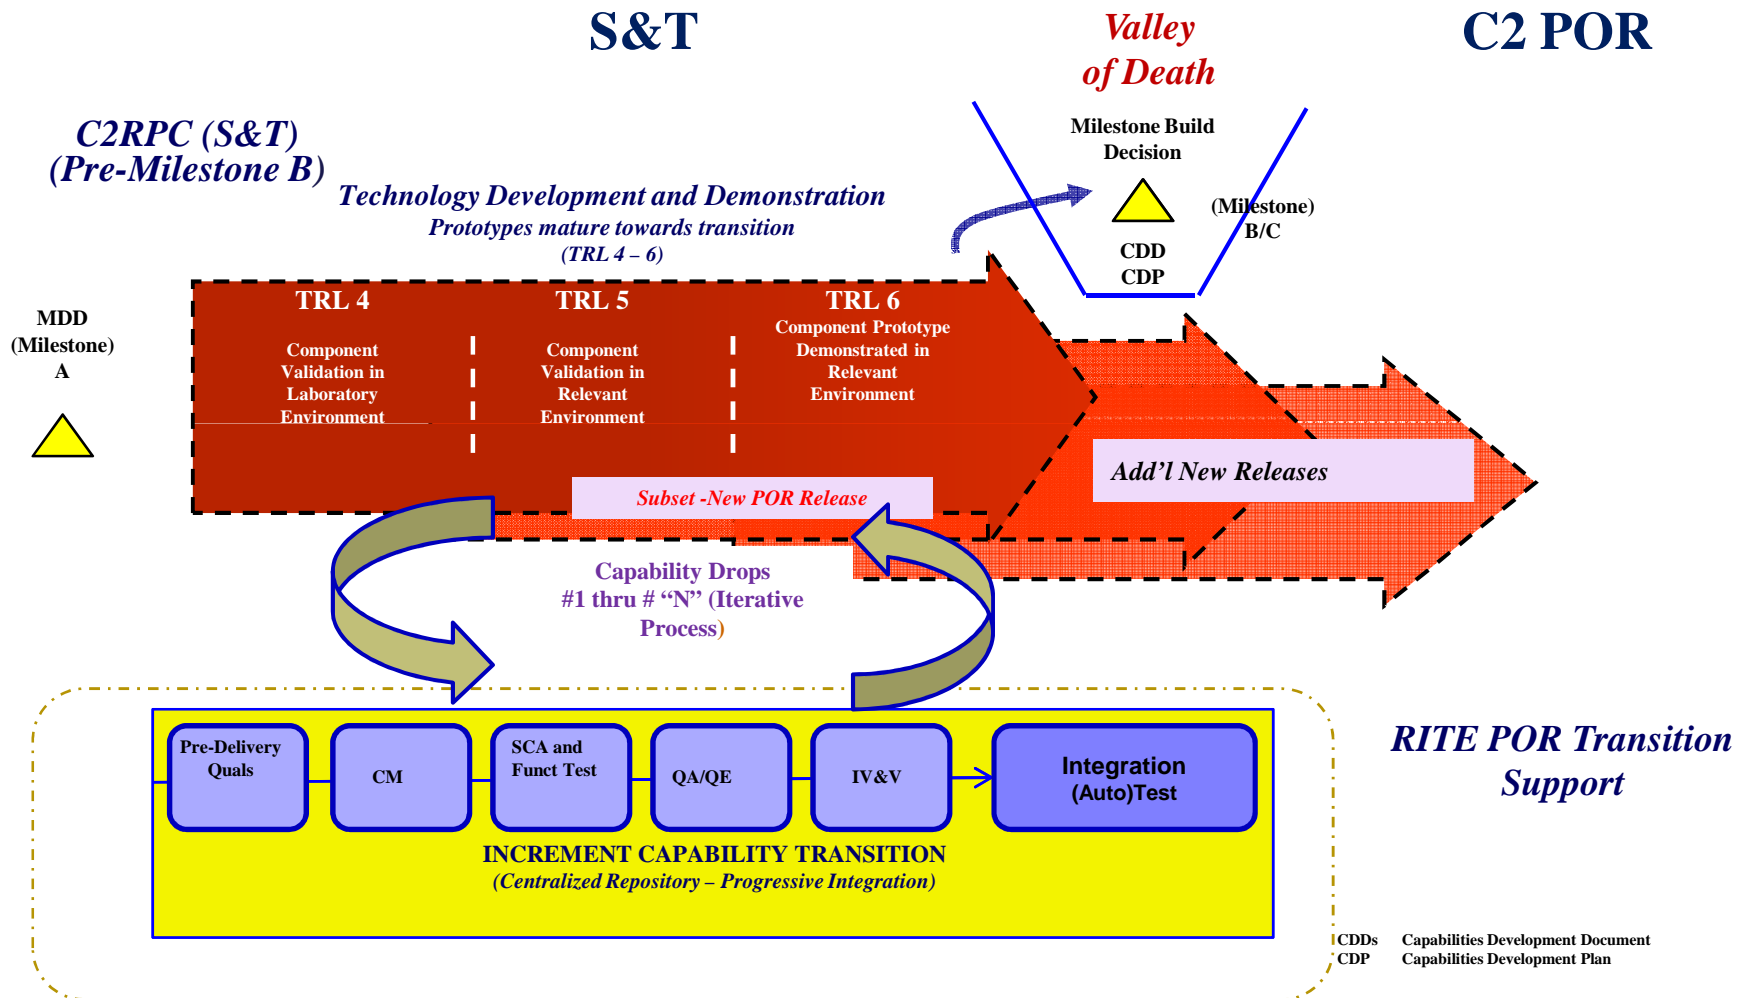 S&T
Valley
of Death
C2 POR
C2RPC (S&T)
(Pre-Milestone B)
Milestone Build
Decision
Technology Development and Demonstration
Prototypes mature towards transition
(TRL 4 – 6)
(Milestone)
B/C
CDD
CDP
MDD
(Milestone)
A
TRL 4
Component
Validation in
Laboratory
Environment
TRL 5
Component
Validation in
Relevant
Environment
TRL 6
Component Prototype
Demonstrated in
Relevant
Environment
Add’l New Releases
Subset -New POR Release
Capability Drops
#1 thru # “N” (Iterative
Process)
Pre-Delivery
Quals
CM
SCA and
Funct Test
QA/QE
IV&V
Integration
(Auto)Test
INCREMENT CAPABILITY TRANSITION
(Centralized Repository – Progressive Integration)
RITE POR Transition
Support
CDDs Capabilities Development Document
CDP Capabilities Development Plan